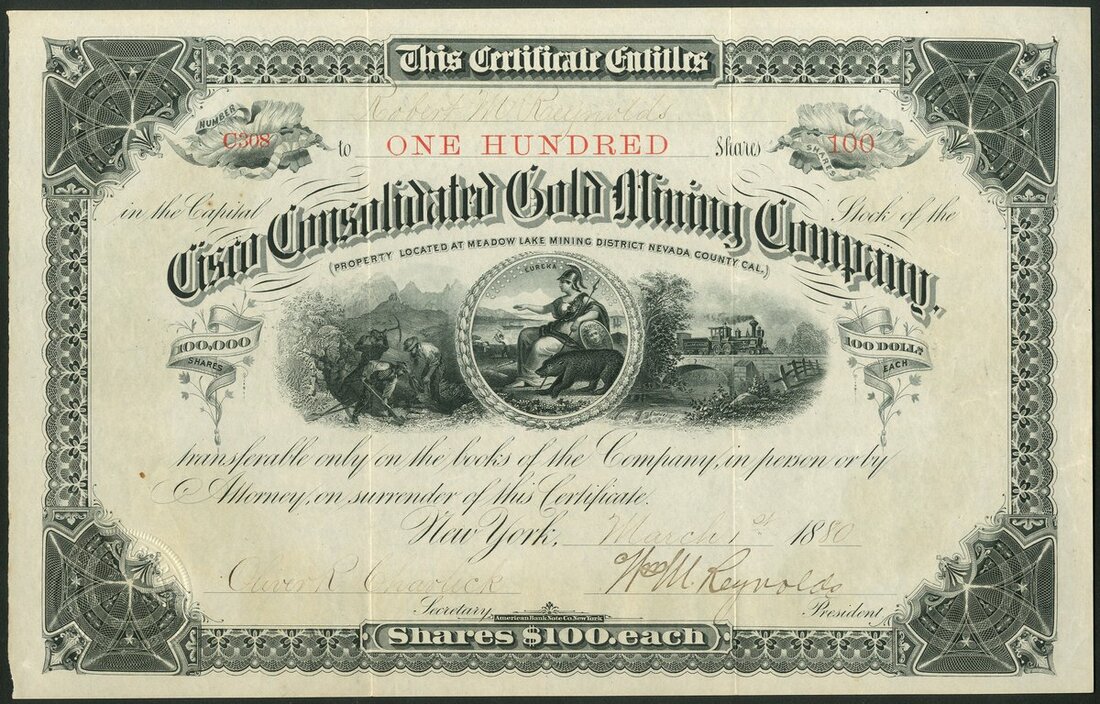 This Certificate Entitles
Robert M. Reynolds
NUMBER C308 to ONE HUNDRED Shares SHARES 100
in the Capital Stock of the
Cisco Consolidated Gold Mining Company,
(PROPERTY LOCATED AT MEADOW LAKE MINING DISTRICT NEVADA COUNTY CAL.)
EUREKA
100,000 SHARES
100 DOLLS. EACH
transferable only on the books of the Company, in person or by
Attorney, on surrender of this Certificate.
New York, March 1st 1880
Oliver R. Charlick Wm M. Reynolds
Secretary President
American Bank Note Co. New York
Shares $100. each